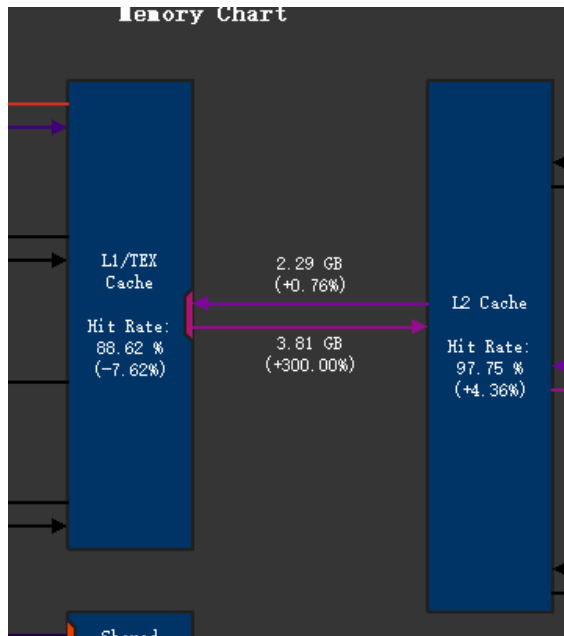 Memory Chart
L1/TEX
Cache
Hit Rate:
88.62 %
(-7.62%)
2.29 GB
(+0.76%)
3.81 GB
(+300.00%)
L2 Cache
Hit Rate:
97.75 %
(+4.36%)
Shared